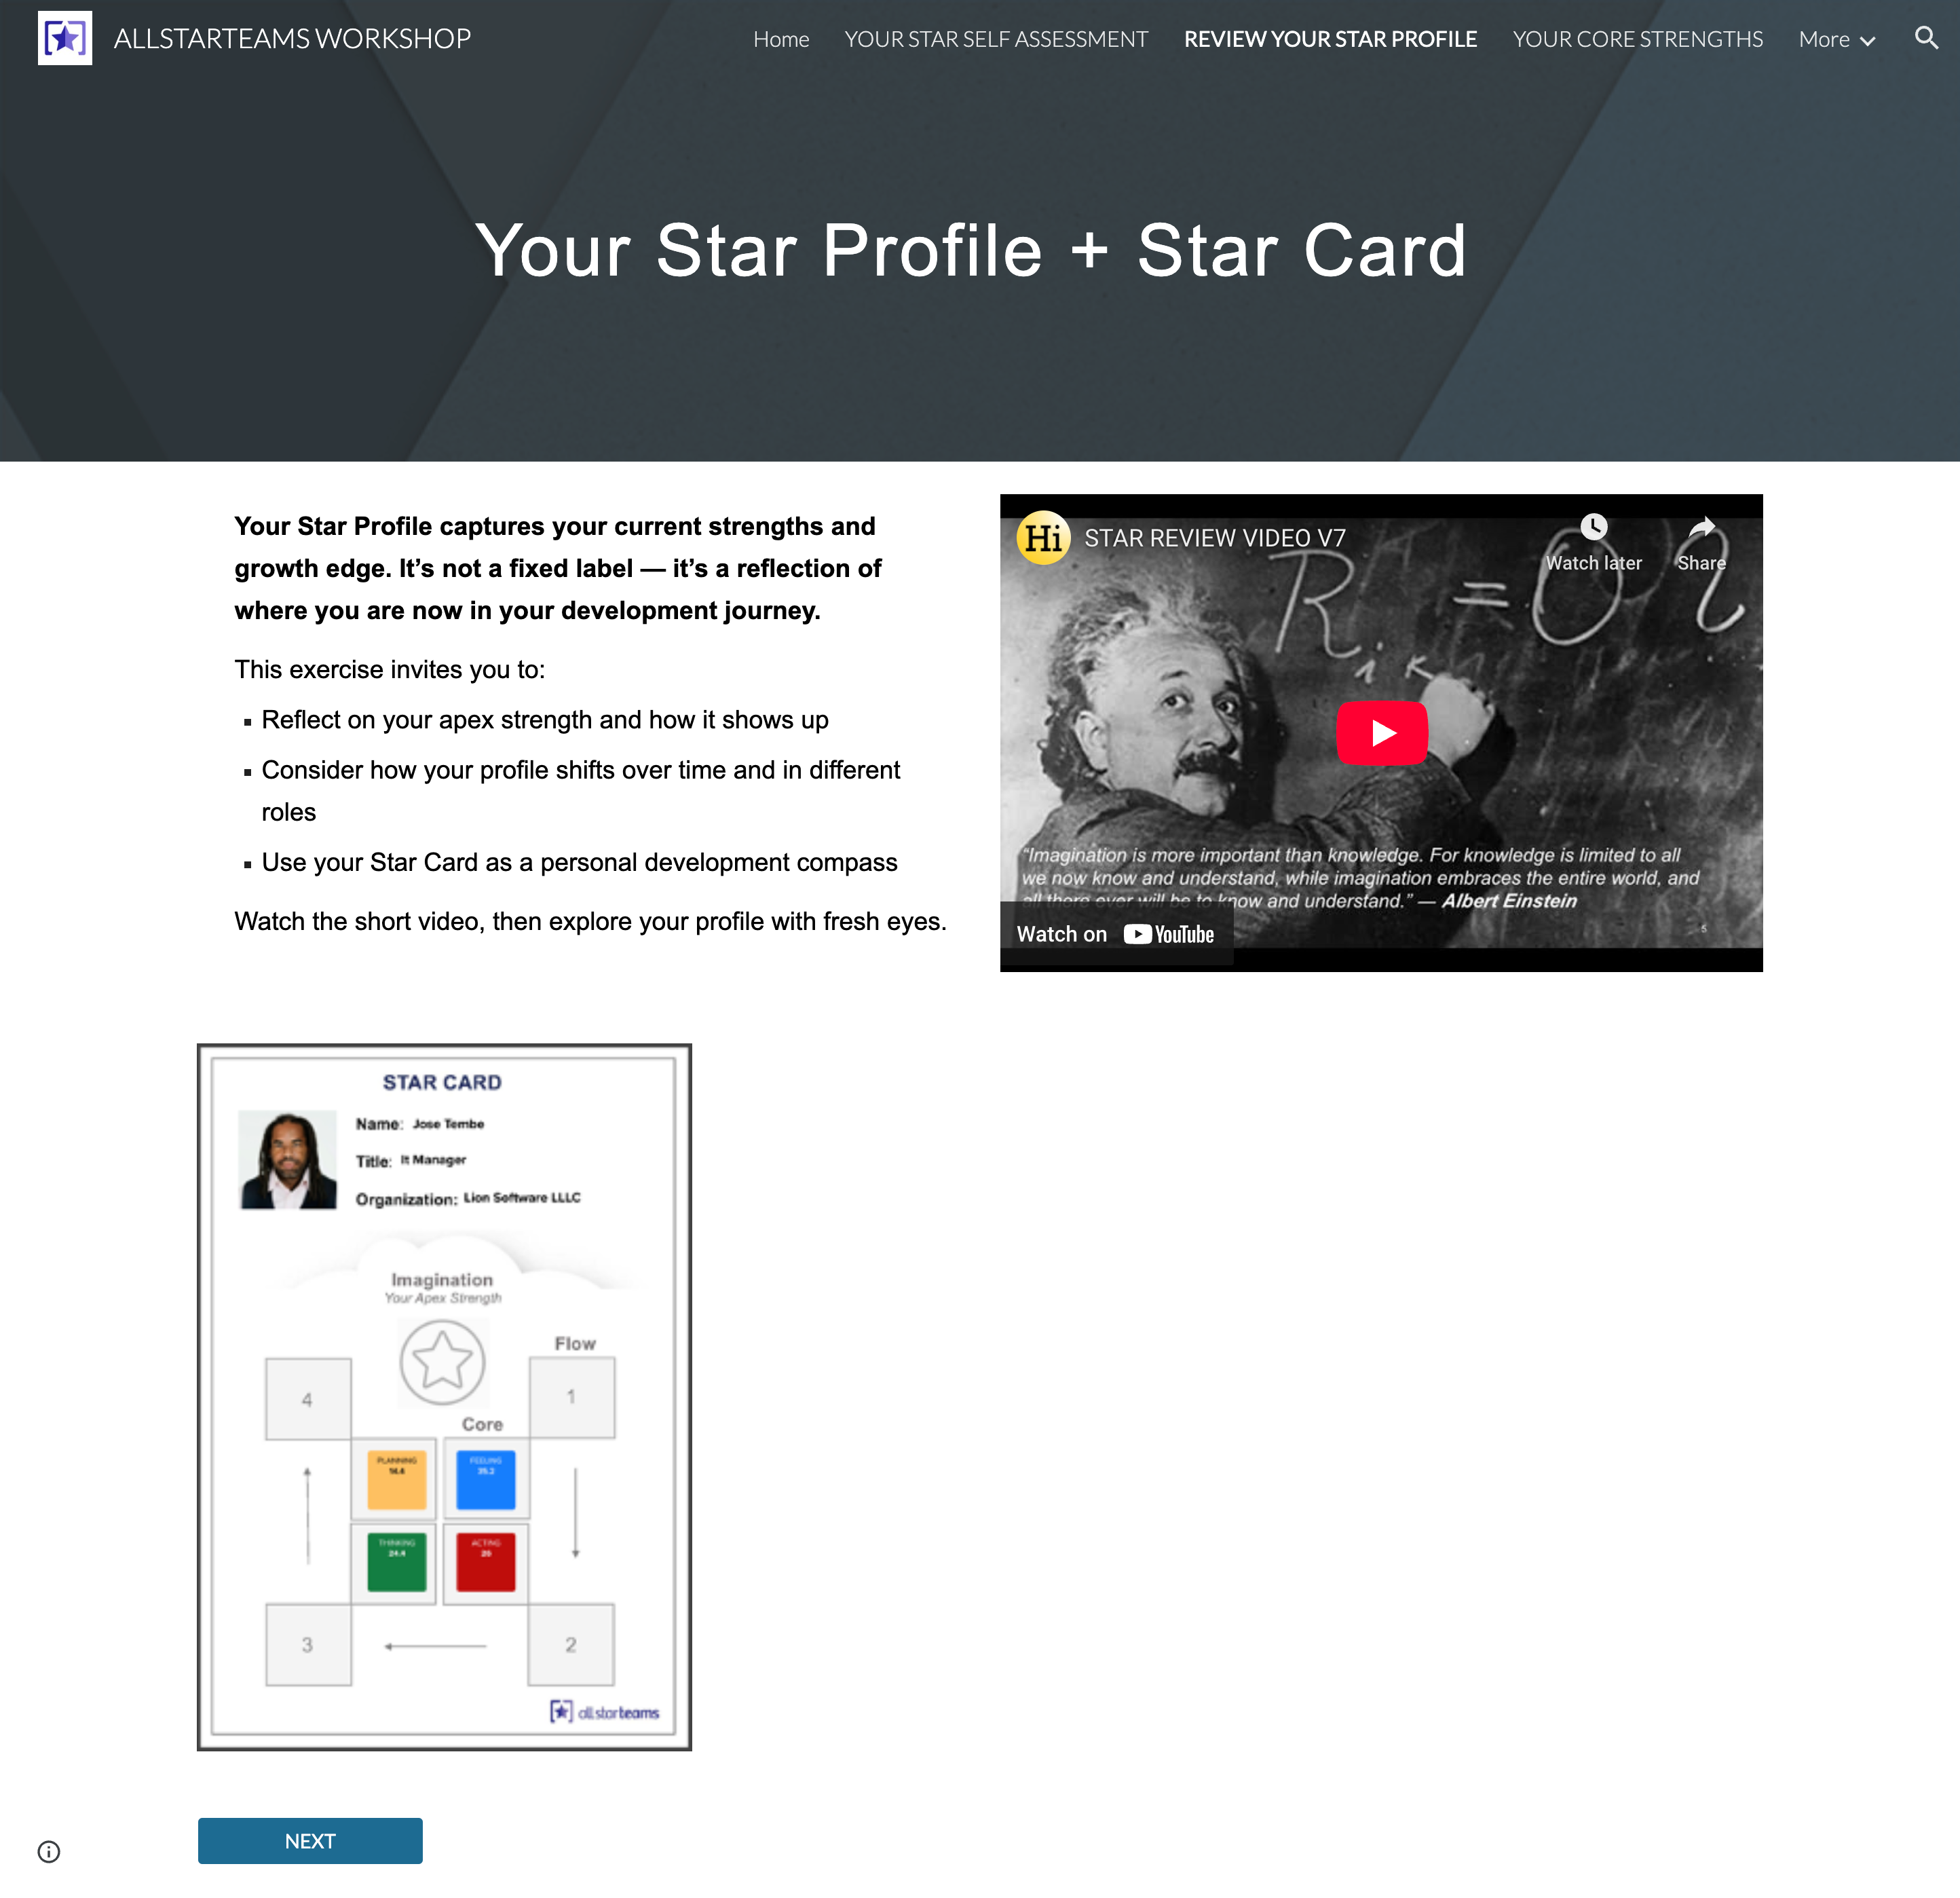 ALLSTARTEAMS WORKSHOP
Home
YOUR STAR SELF ASSESSMENT
REVIEW YOUR STAR PROFILE
YOUR CORE STRENGTHS
More
Your Star Profile + Star Card
Your Star Profile captures your current strengths and
growth edge. It’s not a fixed label — it’s a reflection of
where you are now in your development journey.
This exercise invites you to:
▪ Reflect on your apex strength and how it shows up
▪ Consider how your profile shifts over time and in different
roles
▪ Use your Star Card as a personal development compass
Watch the short video, then explore your profile with fresh eyes.
Hi
STAR REVIEW VIDEO V7
Watch later
Share
“Imagination is more important than knowledge. For knowledge is limited to all
we now know and understand, while imagination embraces the entire world, and
all there ever will be to know and understand.” — Albert Einstein
5
Watch on YouTube
STAR CARD
Name: Jose Tembe
Title: It Manager
Organization: Lion Software LLLC
Imagination
Your Apex Strength
Flow
4
1
Core
PLANNING
FEELING
THINKING
24.4
ACTING
3
2
allstarteams
NEXT